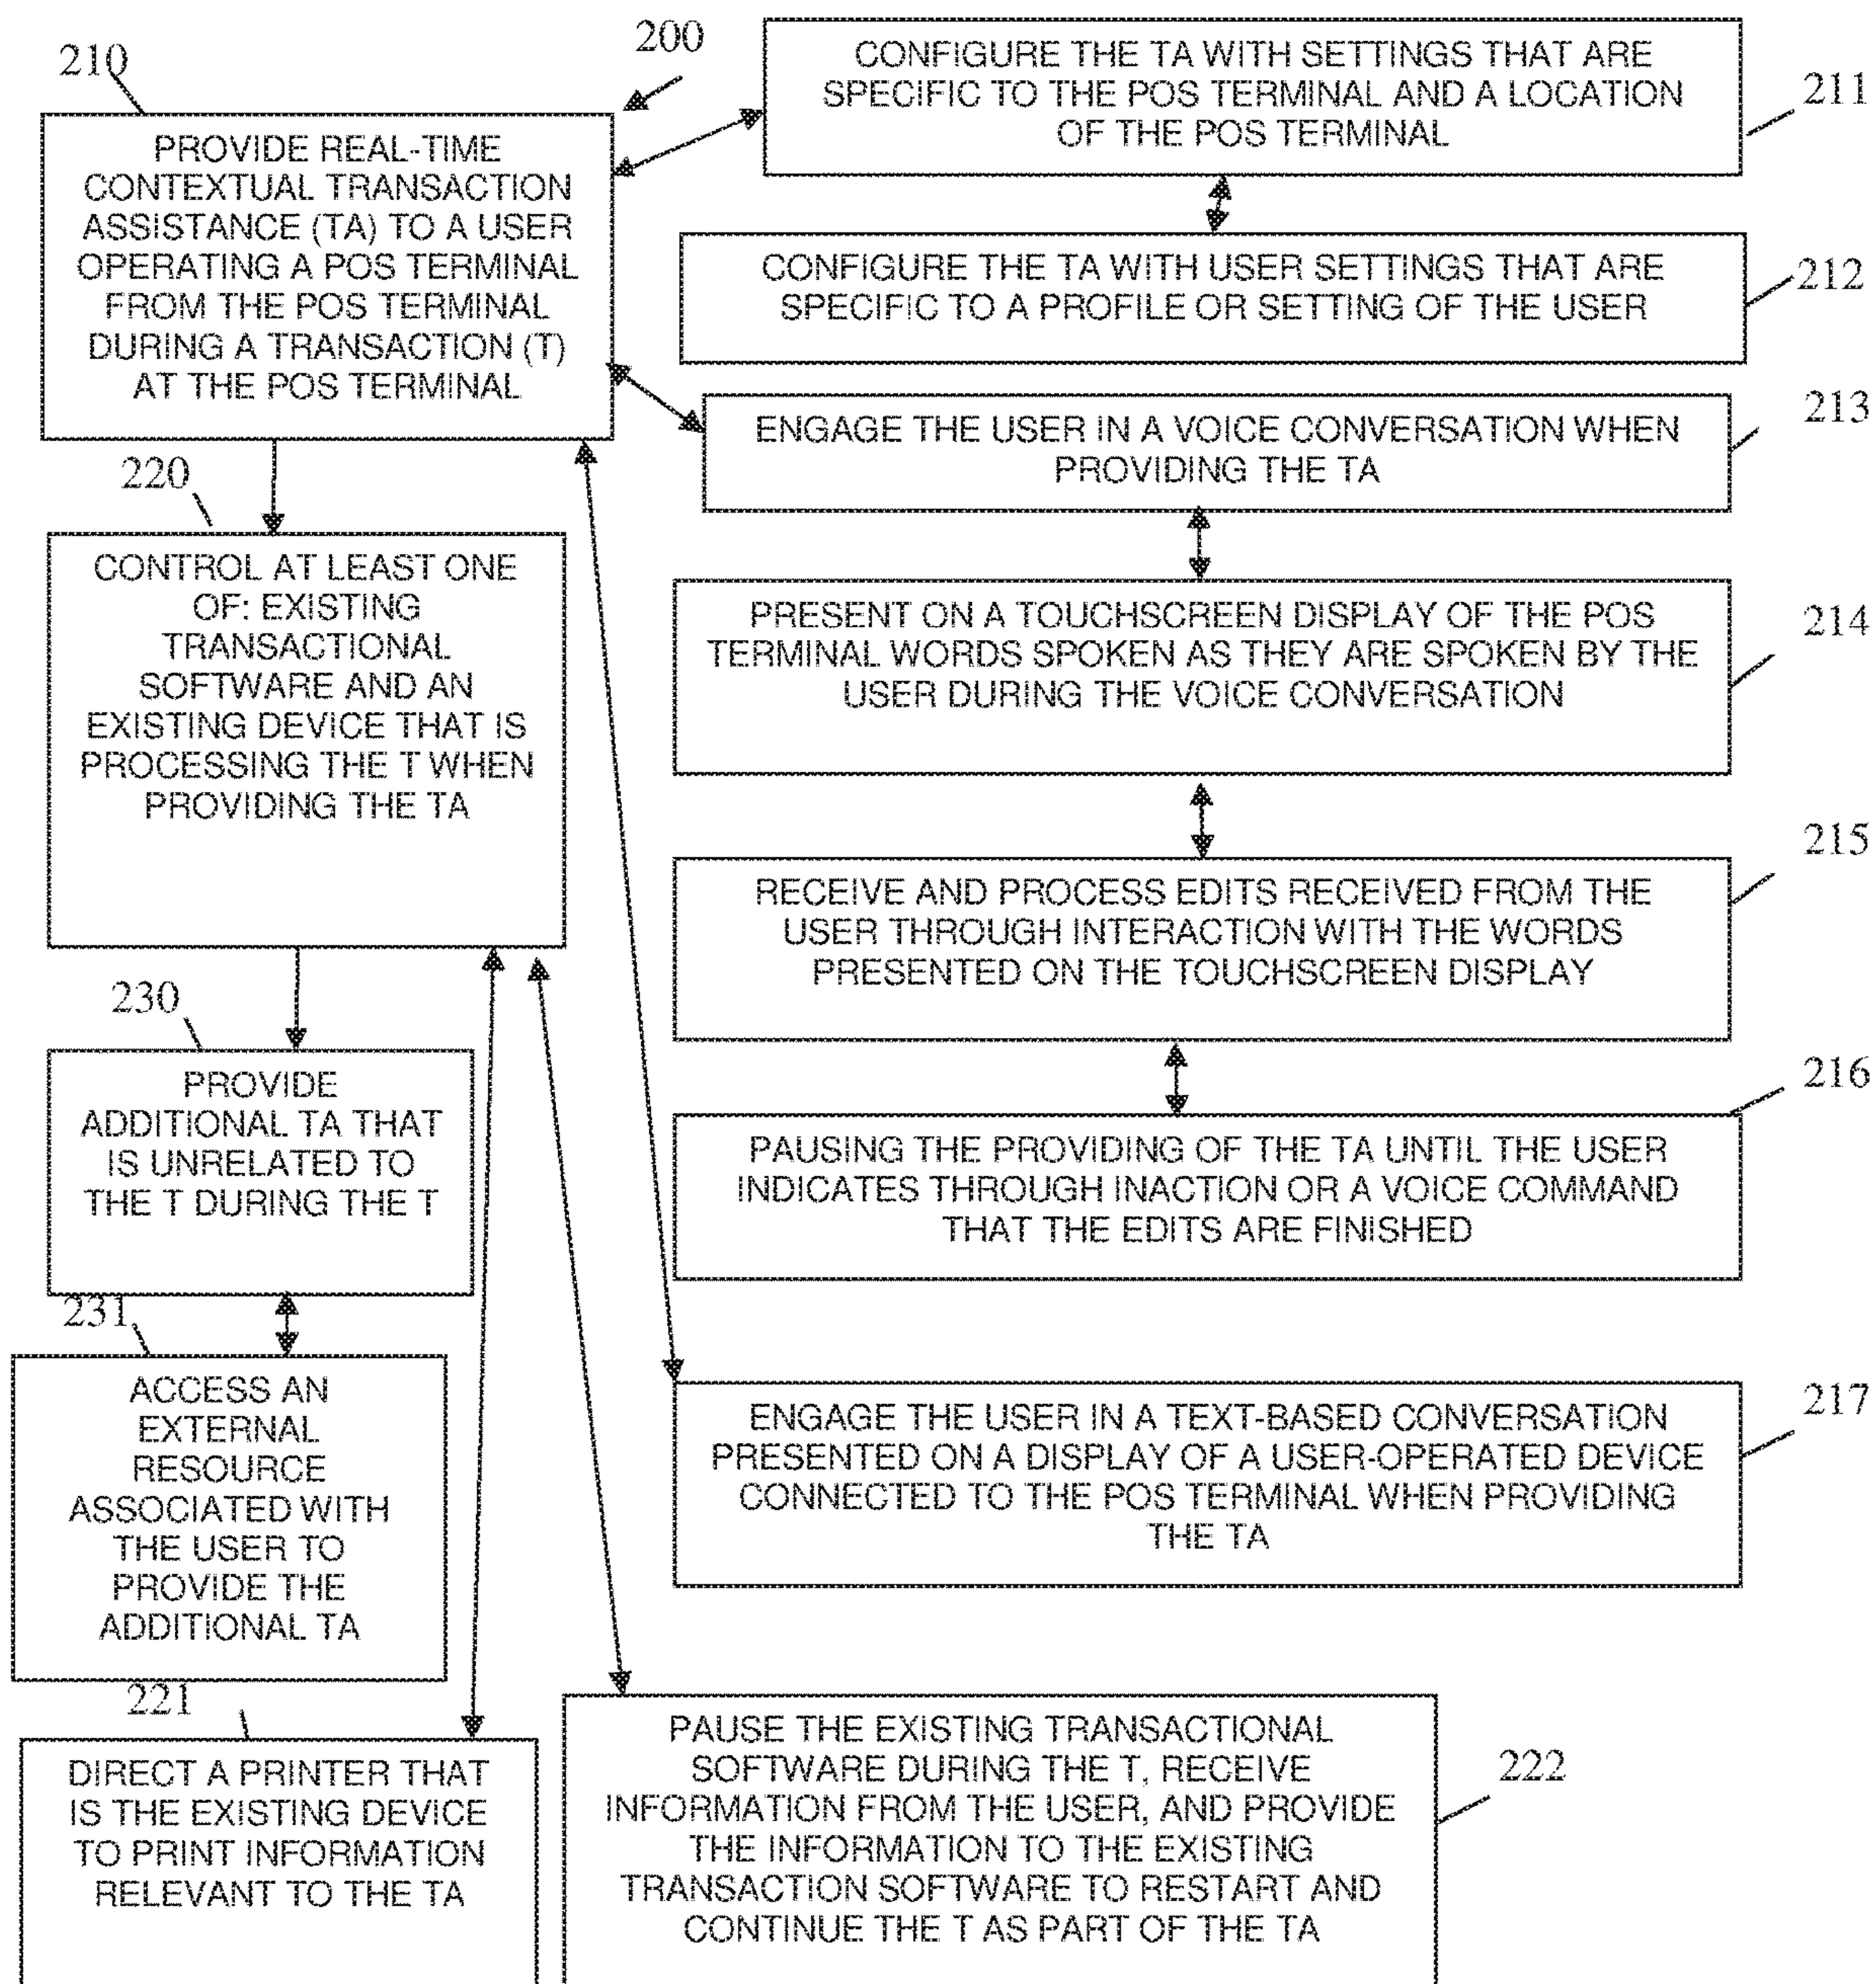 200
210
PROVIDE REAL-TIME
CONTEXTUAL TRANSACTION
ASSISTANCE (TA) TO A USER
OPERATING A POS TERMINAL
FROM THE POS TERMINAL
DURING A TRANSACTION (T)
AT THE POS TERMINAL
CONFIGURE THE TA WITH SETTINGS THAT ARE
SPECIFIC TO THE POS TERMINAL AND A LOCATION
OF THE POS TERMINAL
211
CONFIGURE THE TA WITH USER SETTINGS THAT ARE
SPECIFIC TO A PROFILE OR SETTING OF THE USER
212
ENGAGE THE USER IN A VOICE CONVERSATION WHEN
PROVIDING THE TA
213
PRESENT ON A TOUCHSCREEN DISPLAY OF THE POS
TERMINAL WORDS SPOKEN AS THEY ARE SPOKEN BY THE
USER DURING THE VOICE CONVERSATION
214
RECEIVE AND PROCESS EDITS RECEIVED FROM THE
USER THROUGH INTERACTION WITH THE WORDS
PRESENTED ON THE TOUCHSCREEN DISPLAY
215
PAUSING THE PROVIDING OF THE TA UNTIL THE USER
INDICATES THROUGH INACTION OR A VOICE COMMAND
THAT THE EDITS ARE FINISHED
216
ENGAGE THE USER IN A TEXT-BASED CONVERSATION
PRESENTED ON A DISPLAY OF A USER-OPERATED DEVICE
CONNECTED TO THE POS TERMINAL WHEN PROVIDING
THE TA
217
220
CONTROL AT LEAST ONE
OF: EXISTING
TRANSACTIONAL
SOFTWARE AND AN
EXISTING DEVICE THAT IS
PROCESSING THE T WHEN
PROVIDING THE TA
230
PROVIDE
ADDITIONAL TA THAT
IS UNRELATED TO
THE T DURING THE T
231
ACCESS AN
EXTERNAL
RESOURCE
ASSOCIATED WITH
THE USER TO
PROVIDE THE
ADDITIONAL TA
221
DIRECT A PRINTER THAT
IS THE EXISTING DEVICE
TO PRINT INFORMATION
RELEVANT TO THE TA
PAUSE THE EXISTING TRANSACTIONAL
SOFTWARE DURING THE T, RECEIVE
INFORMATION FROM THE USER, AND PROVIDE
THE INFORMATION TO THE EXISTING
TRANSACTION SOFTWARE TO RESTART AND
CONTINUE THE T AS PART OF THE TA
222